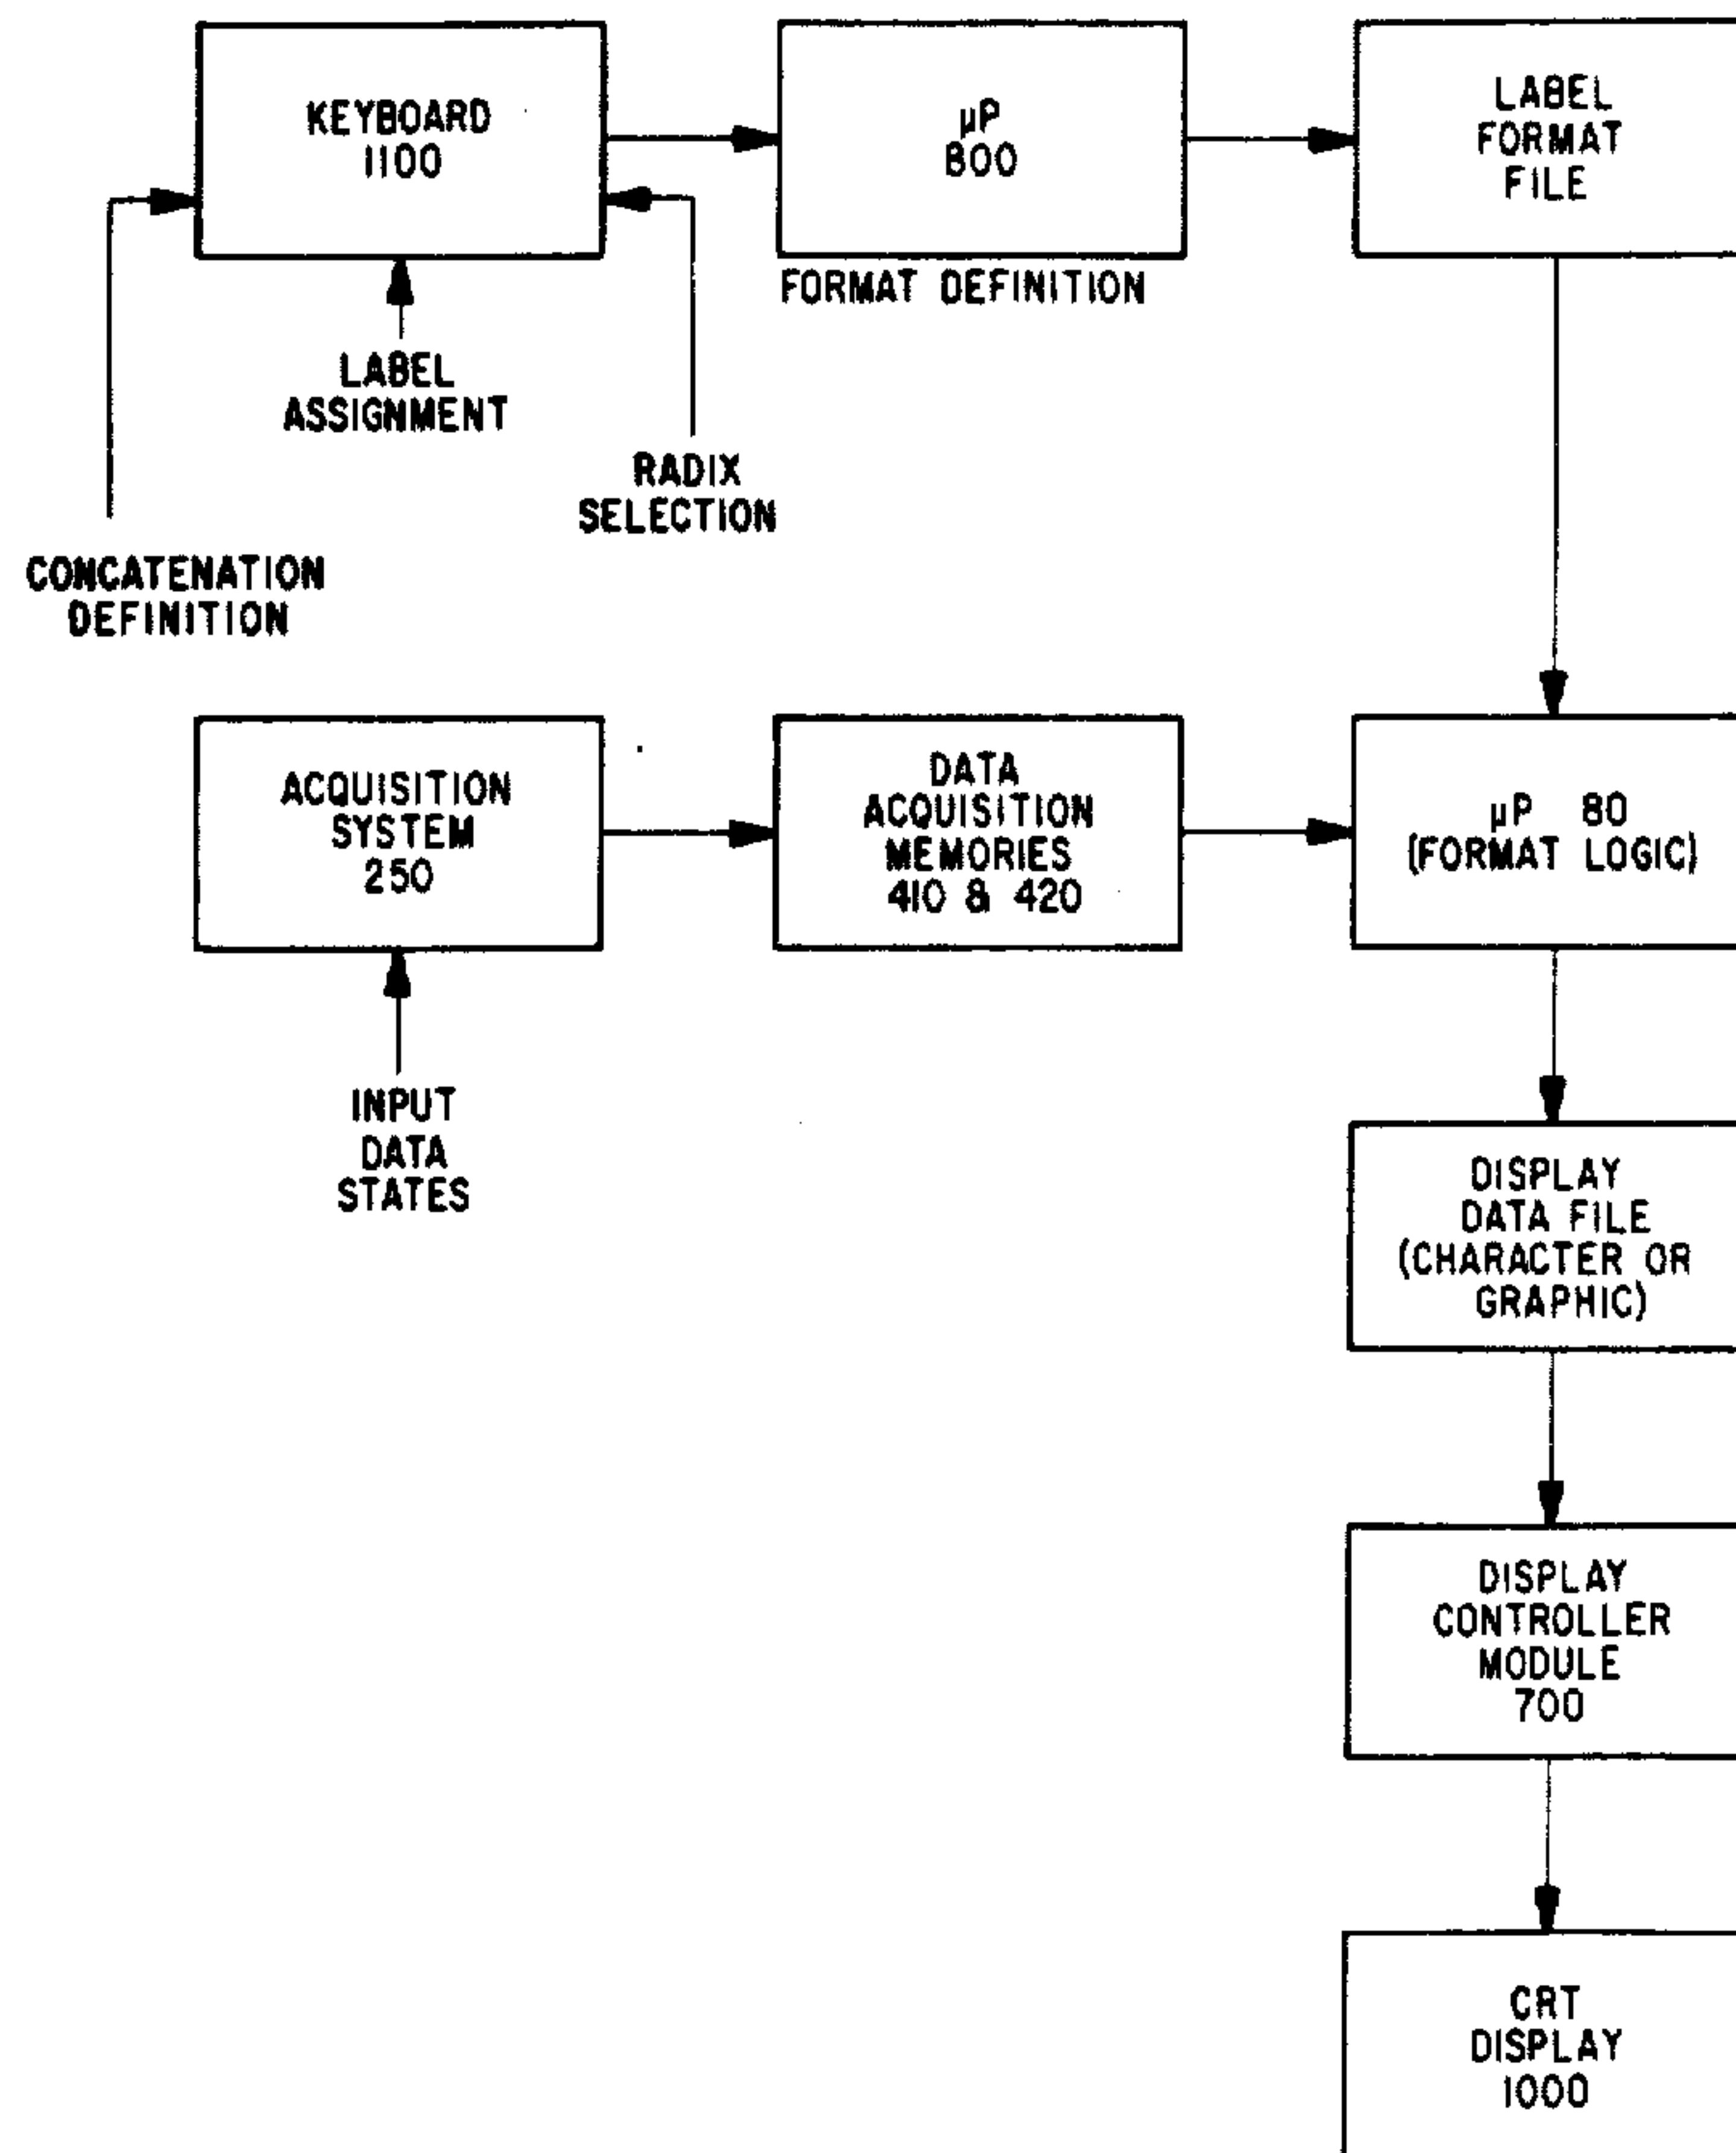 KEYBOARD
1100
µP
800
LABEL
FORMAT
FILE
FORMAT DEFINITION
LABEL
ASSIGNMENT
RADIX
SELECTION
CONCATENATION
DEFINITION
ACQUISITION
SYSTEM
250
DATA
ACQUISITION
MEMORIES
410 & 420
µP 80
(FORMAT LOGIC)
INPUT
DATA
STATES
DISPLAY
DATA FILE
(CHARACTER OR
GRAPHIC)
DISPLAY
CONTROLLER
MODULE
700
CRT
DISPLAY
1000